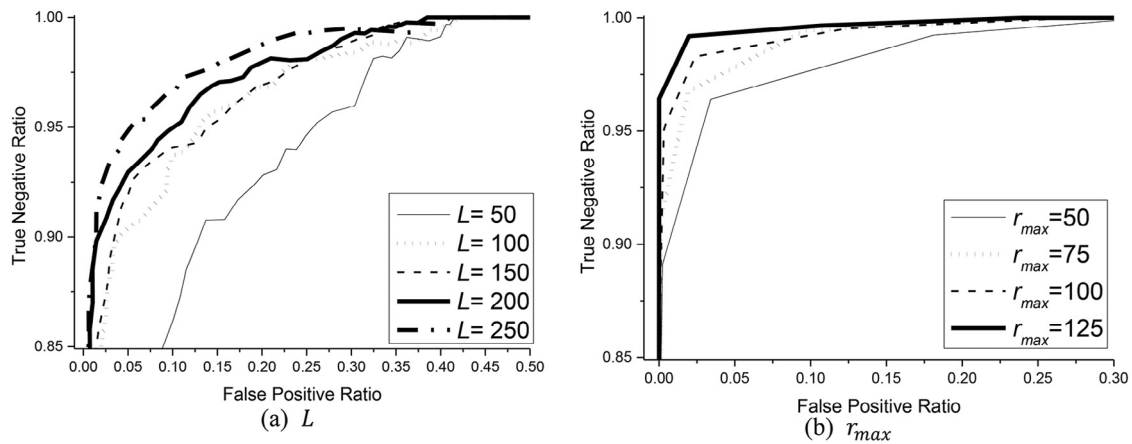 1.00
0.95
0.90
0.85
True Negative Ratio
0.00 0.05 0.10 0.15 0.20 0.25 0.30 0.35 0.40 0.45 0.50
False Positive Ratio
L= 50
L= 100
L= 150
L= 200
L= 250
(a) L
1.00
0.95
0.90
0.85
True Negative Ratio
0.00 0.05 0.10 0.15 0.20 0.25 0.30
False Positive Ratio
rmax=50
rmax=75
rmax=100
rmax=125
(b) rmax